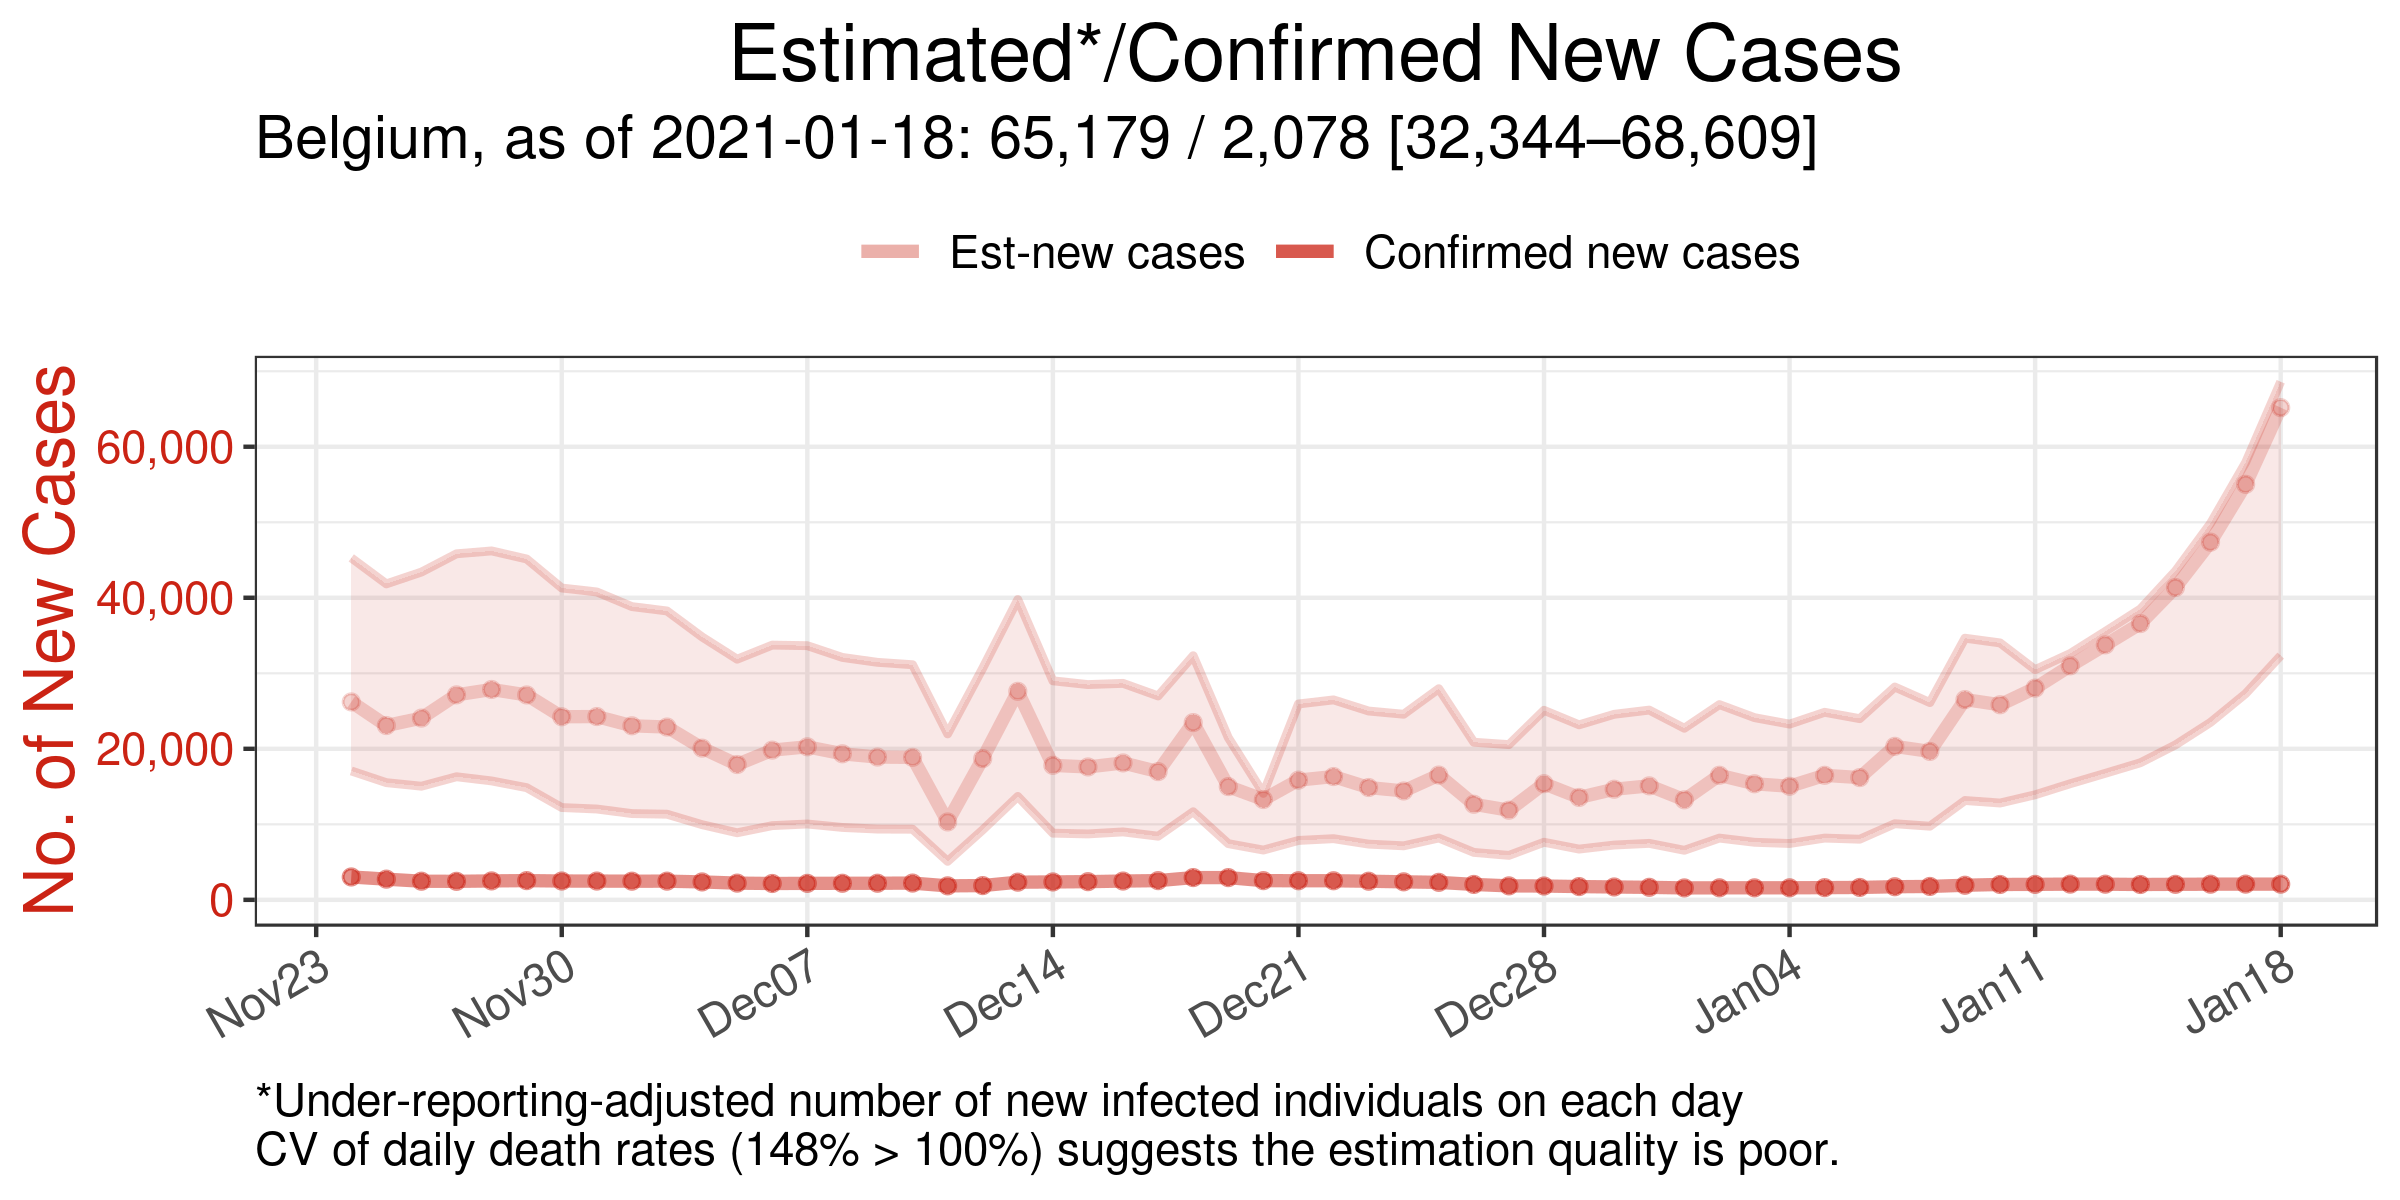 Estimated*/Confirmed New Cases
Belgium, as of 2021-01-18: 65,179 / 2,078 [32,344–68,609]
Est-new cases
Confirmed new cases
No. of New Cases
60,000
40,000
20,000
0
Nov23
Nov30
Dec07
Dec14
Dec21
Dec28
Jan04
Jan11
Jan18
*Under-reporting-adjusted number of new infected individuals on each day
CV of daily death rates (148% > 100%) suggests the estimation quality is poor.